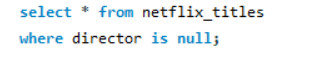 select * from netflix_titles
where director is null;